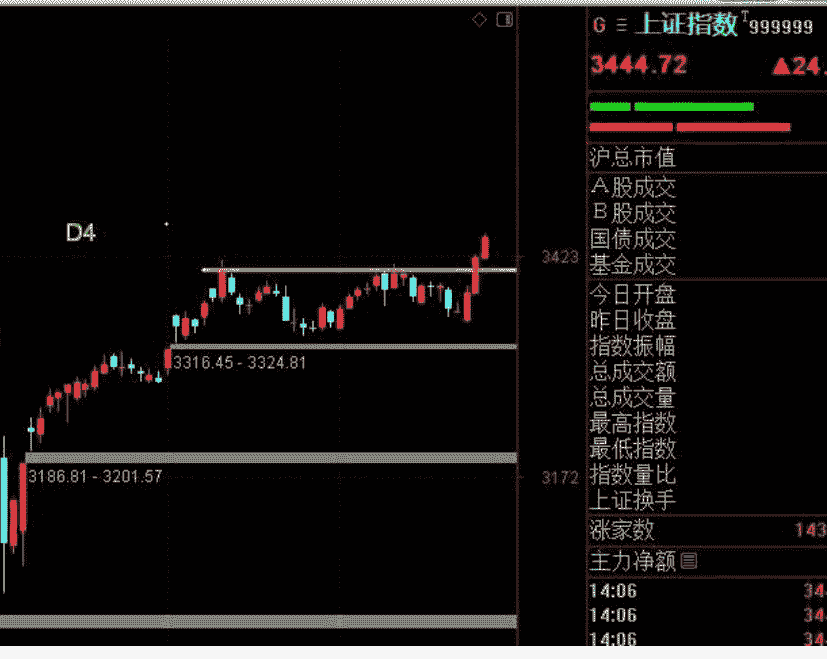 G 三 上证指数 T 999999
3444.72 ▲24.
沪总市值
A股成交
B股成交
国债成交
基金成交
今日开盘
昨日收盘
指数振幅
总成交额
总成交量
最高指数
最低指数
指数量比
上证换手
涨家数 143
主力净额
14:06 34
14:06 34
14:06 34
D4
3423
3316.45 - 3324.81
3186.81 - 3201.57
3172